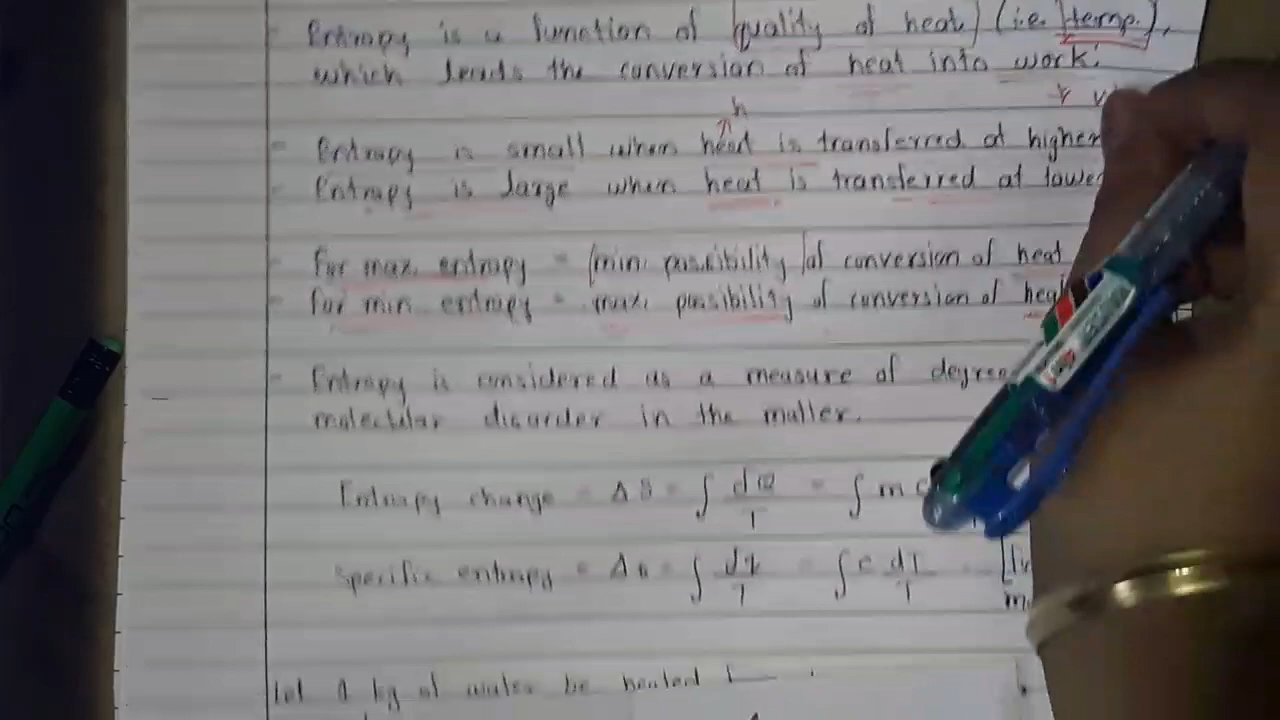 Entropy is a function of quality of heat (i.e. temp.),
which leads the conversion of heat into work.
h
- Entropy is small when heat is transferred at higher
- Entropy is large when heat is transferred at lower
for max. entropy = (min. possibility of conversion of heat
for min entropy = max. possibility of conversion of heat
- Entropy is considered as a measure of degree
molecular disorder in the matter.
Entropy change = ΔS = ∫ dQ/T = ∫ m c
Specific entropy = Δs = ∫ dq/T = ∫ c dT/T =
Let 1 kg of water be heated